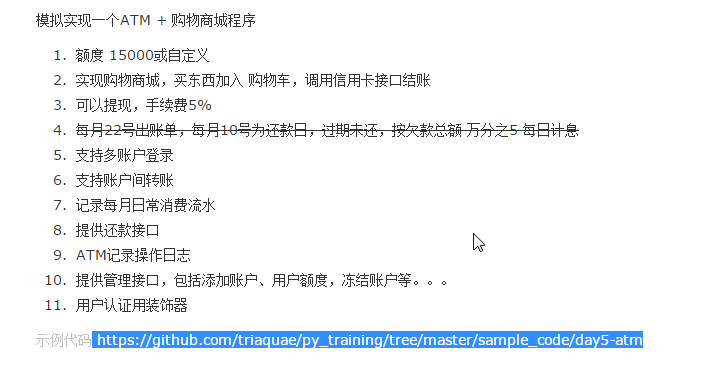 模拟实现一个ATM + 购物商城程序
1. 额度 15000或自定义
2. 实现购物商城，买东西加入 购物车，调用信用卡接口结账
3. 可以提现，手续费5%
4. 每月22号出账单，每月10号为还款日，过期未还，按欠款总额 万分之5 每日计息
5. 支持多账户登录
6. 支持账户间转账
7. 记录每月日常消费流水
8. 提供还款接口
9. ATM记录操作日志
10. 提供管理接口，包括添加账户、用户额度，冻结账户等。。。
11. 用户认证用装饰器
示例代码 https://github.com/triaquae/py_training/tree/master/sample_code/day5-atm